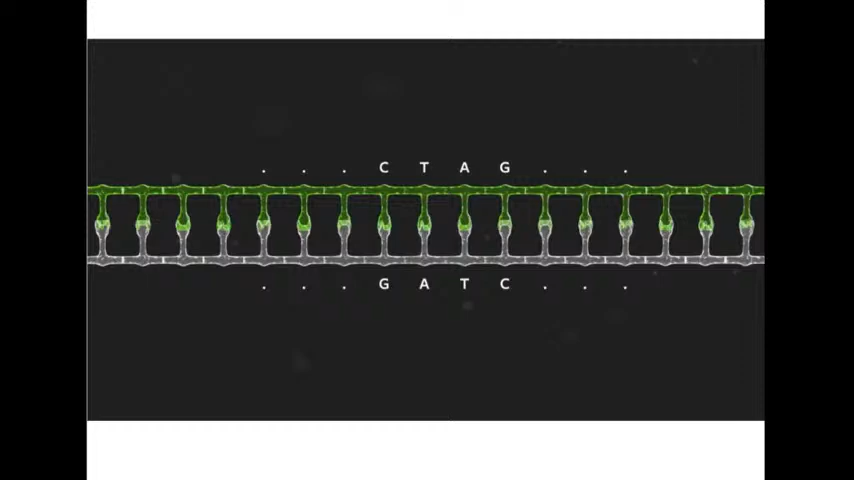 . . . C T A G . . .
. . . G A T C . . .